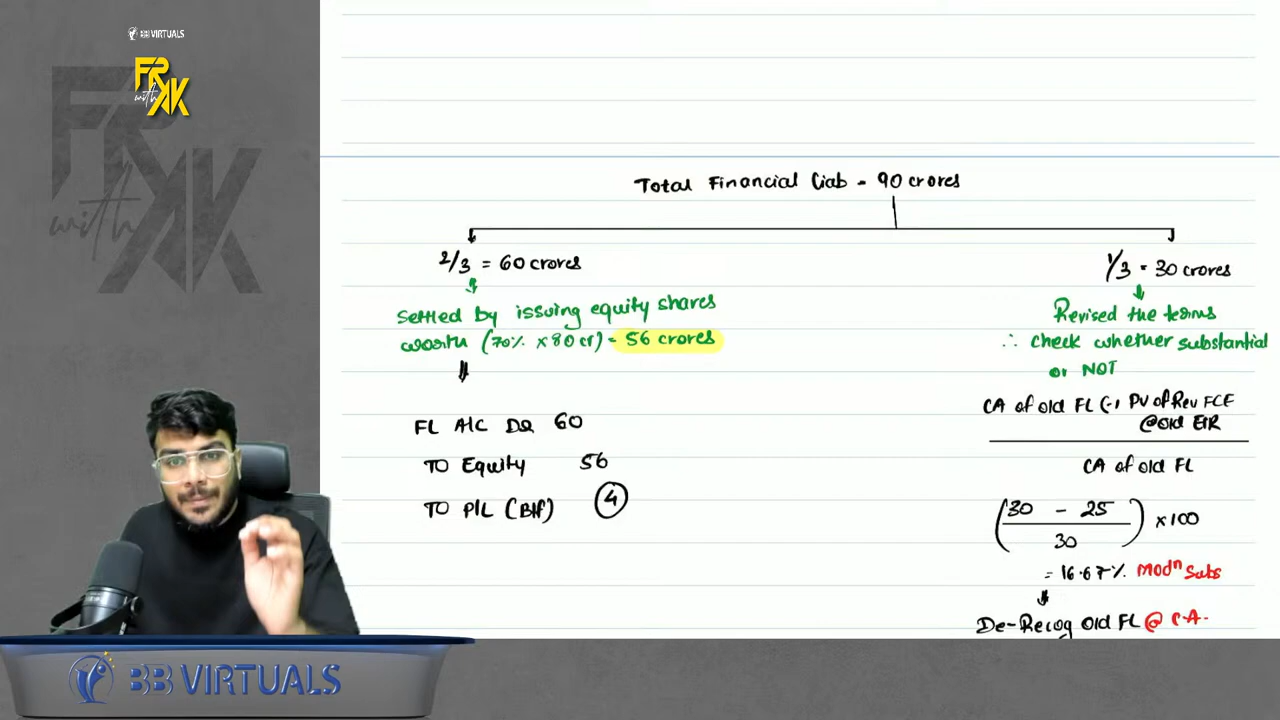 BB VIRTUALS
FR
with
AK
FR
with
AK
Total Financial Liab - 90 crores
2/3 = 60 crores
1/3 = 30 crores
Settled by issuing equity shares
worth (70% x 80 cr) = 56 crores
Revised the terms
∴ check whether substantial
or NOT
FL A/C DR 60
TO Equity 56
TO P/L (B/f) 4
CA of old FL (-) PV of Rev FCF
@old EIR
CA of old FL
(30 - 25 / 30) x 100
= 16.67% Modⁿ Subs
De-Recog Old FL @ C.A.
BB VIRTUALS